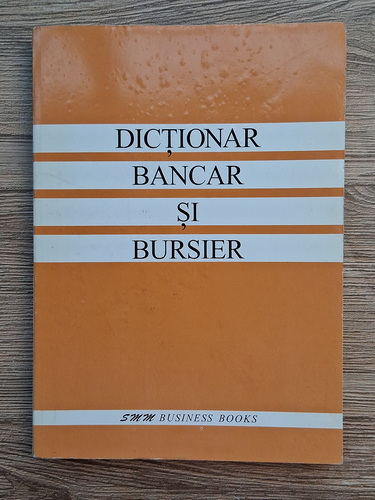 DICȚIONAR
BANCAR
ȘI
BURSIER
SMM BUSINESS BOOKS